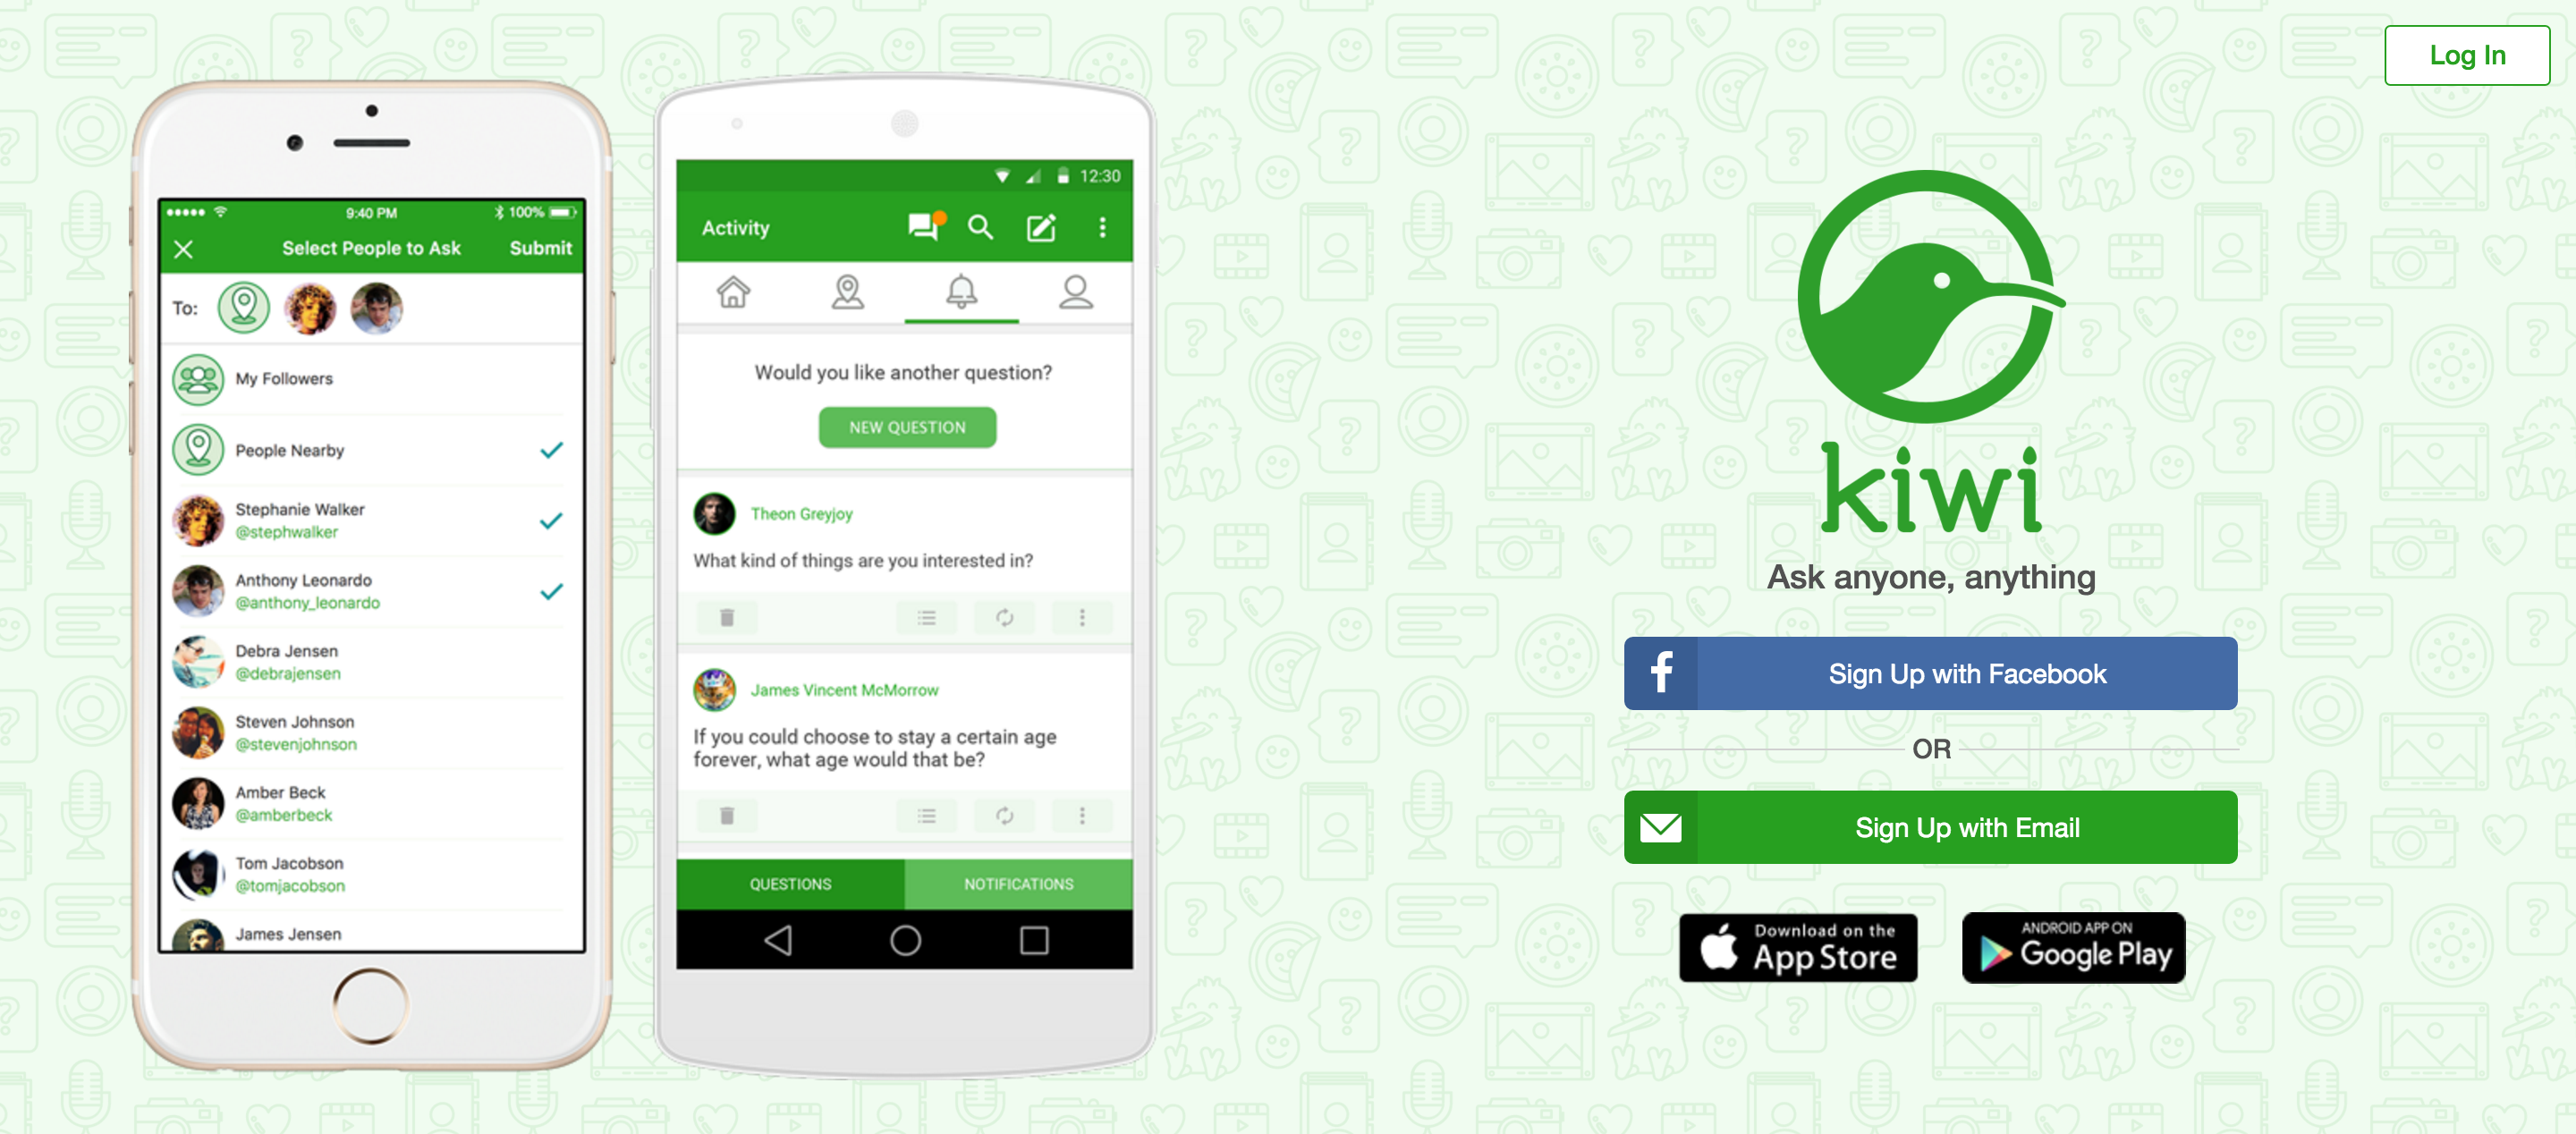 Log In
9:40 PM
100%
Select People to Ask
Submit
To:
My Followers
People Nearby
Stephanie Walker
@stephwalker
Anthony Leonardo
@anthony_leonardo
Debra Jensen
@debrajensen
Steven Johnson
@stevenjohnson
Amber Beck
@amberbeck
Tom Jacobson
@tomjacobson
James Jensen
12:30
Activity
Would you like another question?
NEW QUESTION
Theon Greyjoy
What kind of things are you interested in?
James Vincent McMorrow
If you could choose to stay a certain age
forever, what age would that be?
QUESTIONS
NOTIFICATIONS
kiwi
Ask anyone, anything
f
Sign Up with Facebook
OR
Sign Up with Email
Download on the
App Store
ANDROID APP ON
Google Play